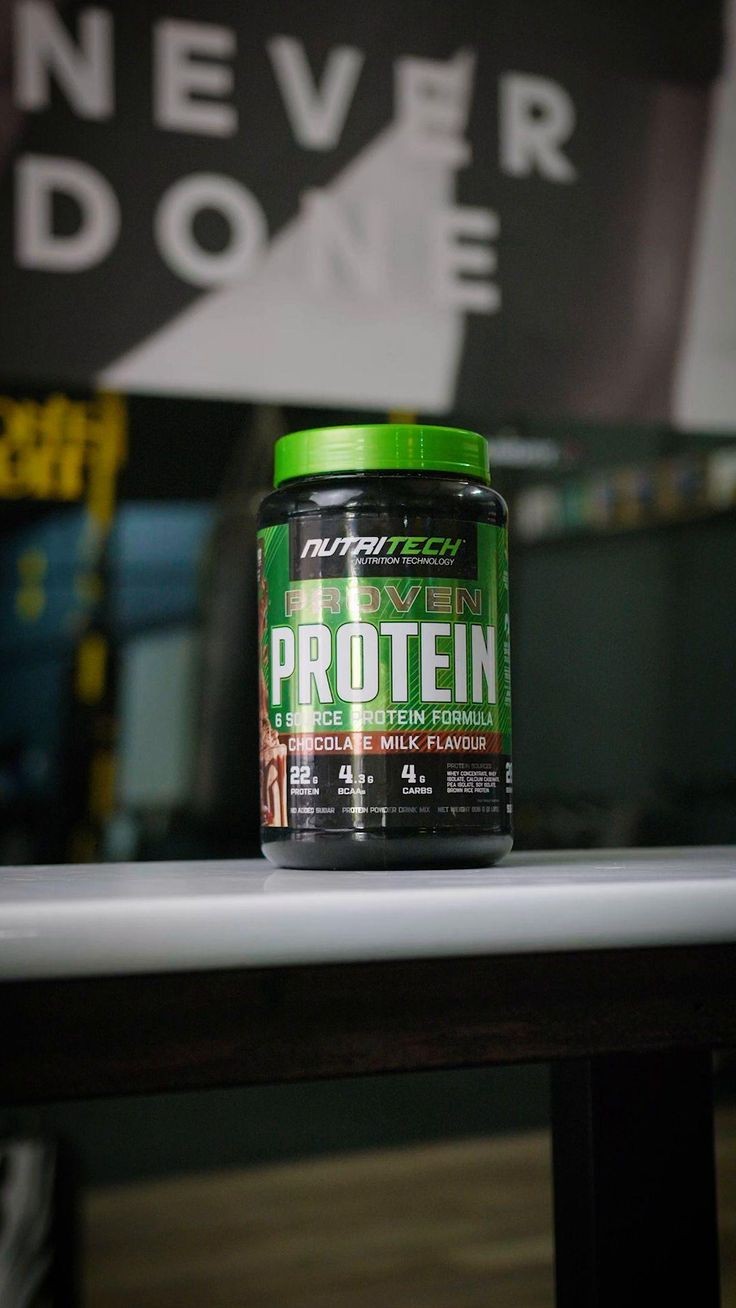 NEVER
DONE
NUTRITECH
NUTRITION TECHNOLOGY
PROVEN
PROTEIN
6 SOURCE PROTEIN FORMULA
CHOCOLATE MILK FLAVOUR
22G PROTEIN
4.3G BCAAs
4G CARBS
PROTEIN SOURCES
WHEY CONCENTRATE, WHEY
ISOLATE, CALCIUM CASEINATE,
PEA ISOLATE, SOY ISOLATE,
BROWN RICE PROTEIN
NO ADDED SUGAR PROTEIN POWDER DRINK MIX NET WEIGHT